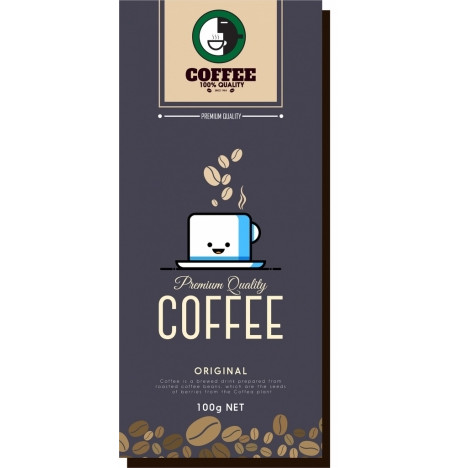 COFFEE
100% QUALITY
PREMIUM QUALITY
Premium Quality
COFFEE
ORIGINAL
Coffee is a brewed drink prepared from
roasted coffee beans, which are the seeds
of berries from the Coffea plant
100g NET